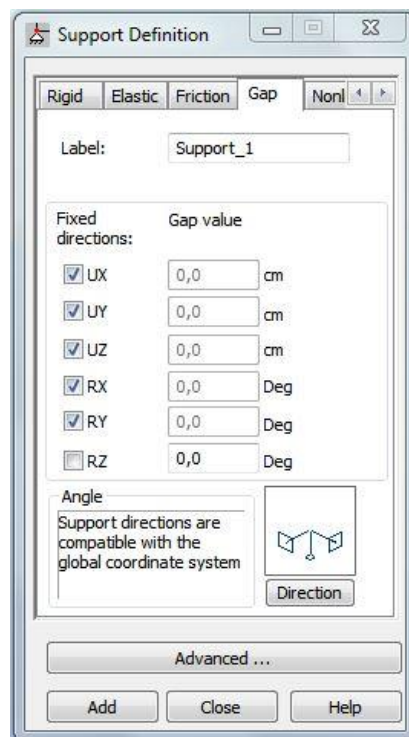 Support Definition
Rigid Elastic Friction Gap Nonl
Label: Support_1
Fixed directions: Gap value
UX 0,0 cm
UY 0,0 cm
UZ 0,0 cm
RX 0,0 Deg
RY 0,0 Deg
RZ 0,0 Deg
Angle
Support directions are
compatible with the
global coordinate system
Direction
Advanced ...
Add Close Help